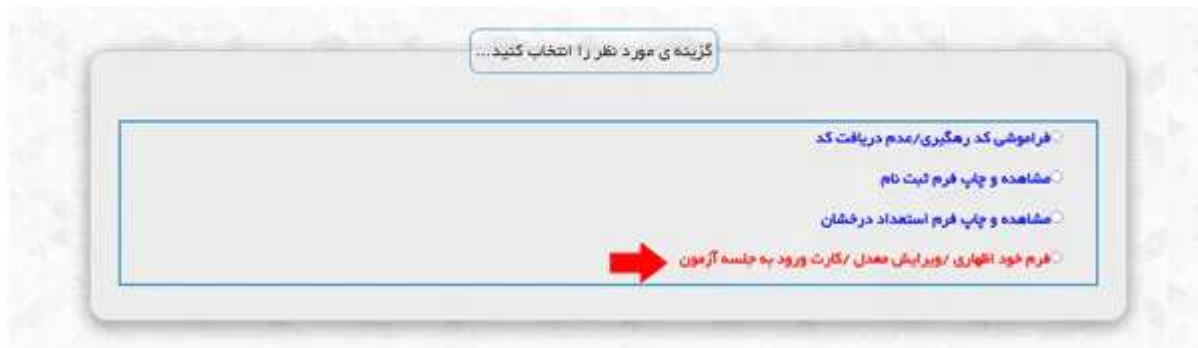 گزینه ی مورد نظر را انتخاب کنید...
فراموشی کد رهگیری/عدم دریافت کد
مشاهده و چاپ فرم ثبت نام
مشاهده و چاپ فرم استعداد درخشان
فرم خود اظهاری /ویرایش معدل /کارت ورود به جلسه آزمون